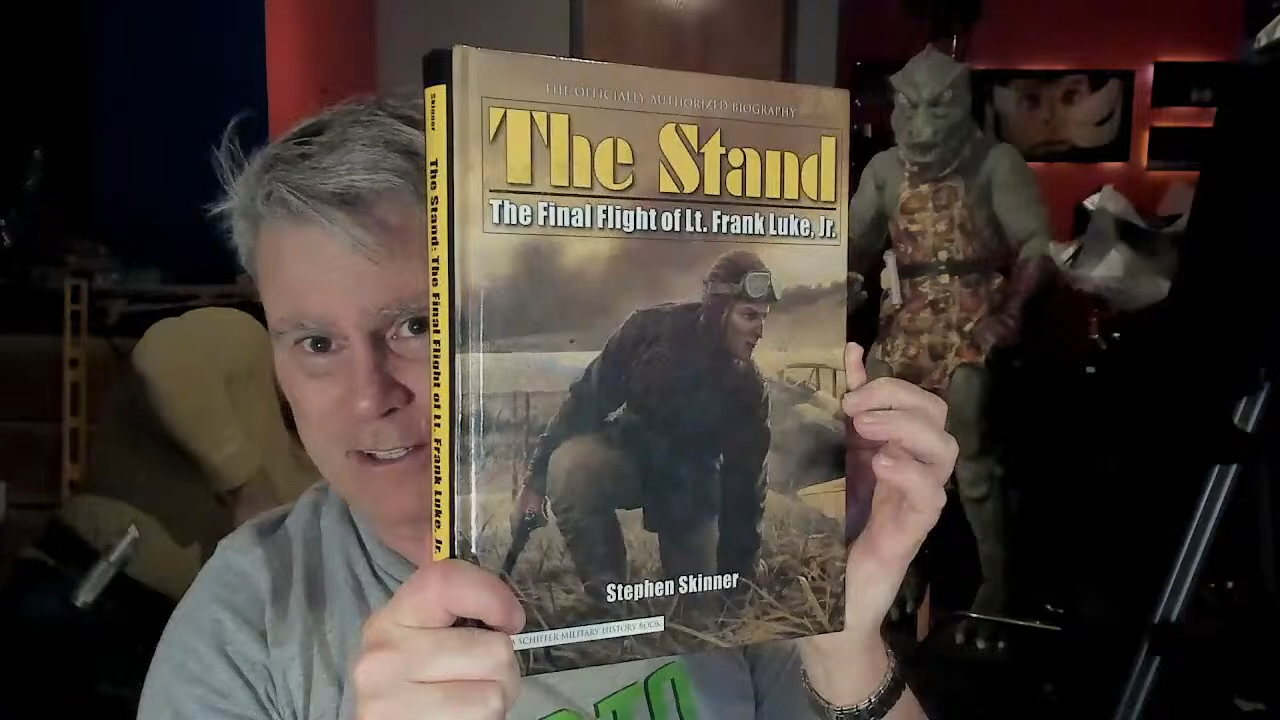 THE OFFICIALLY AUTHORIZED BIOGRAPHY
The Stand
The Final Flight of Lt. Frank Luke, Jr.
Stephen Skinner
A SCHIFFER MILITARY HISTORY BOOK
Skinner The Stand: The Final Flight of Lt. Frank Luke, Jr.